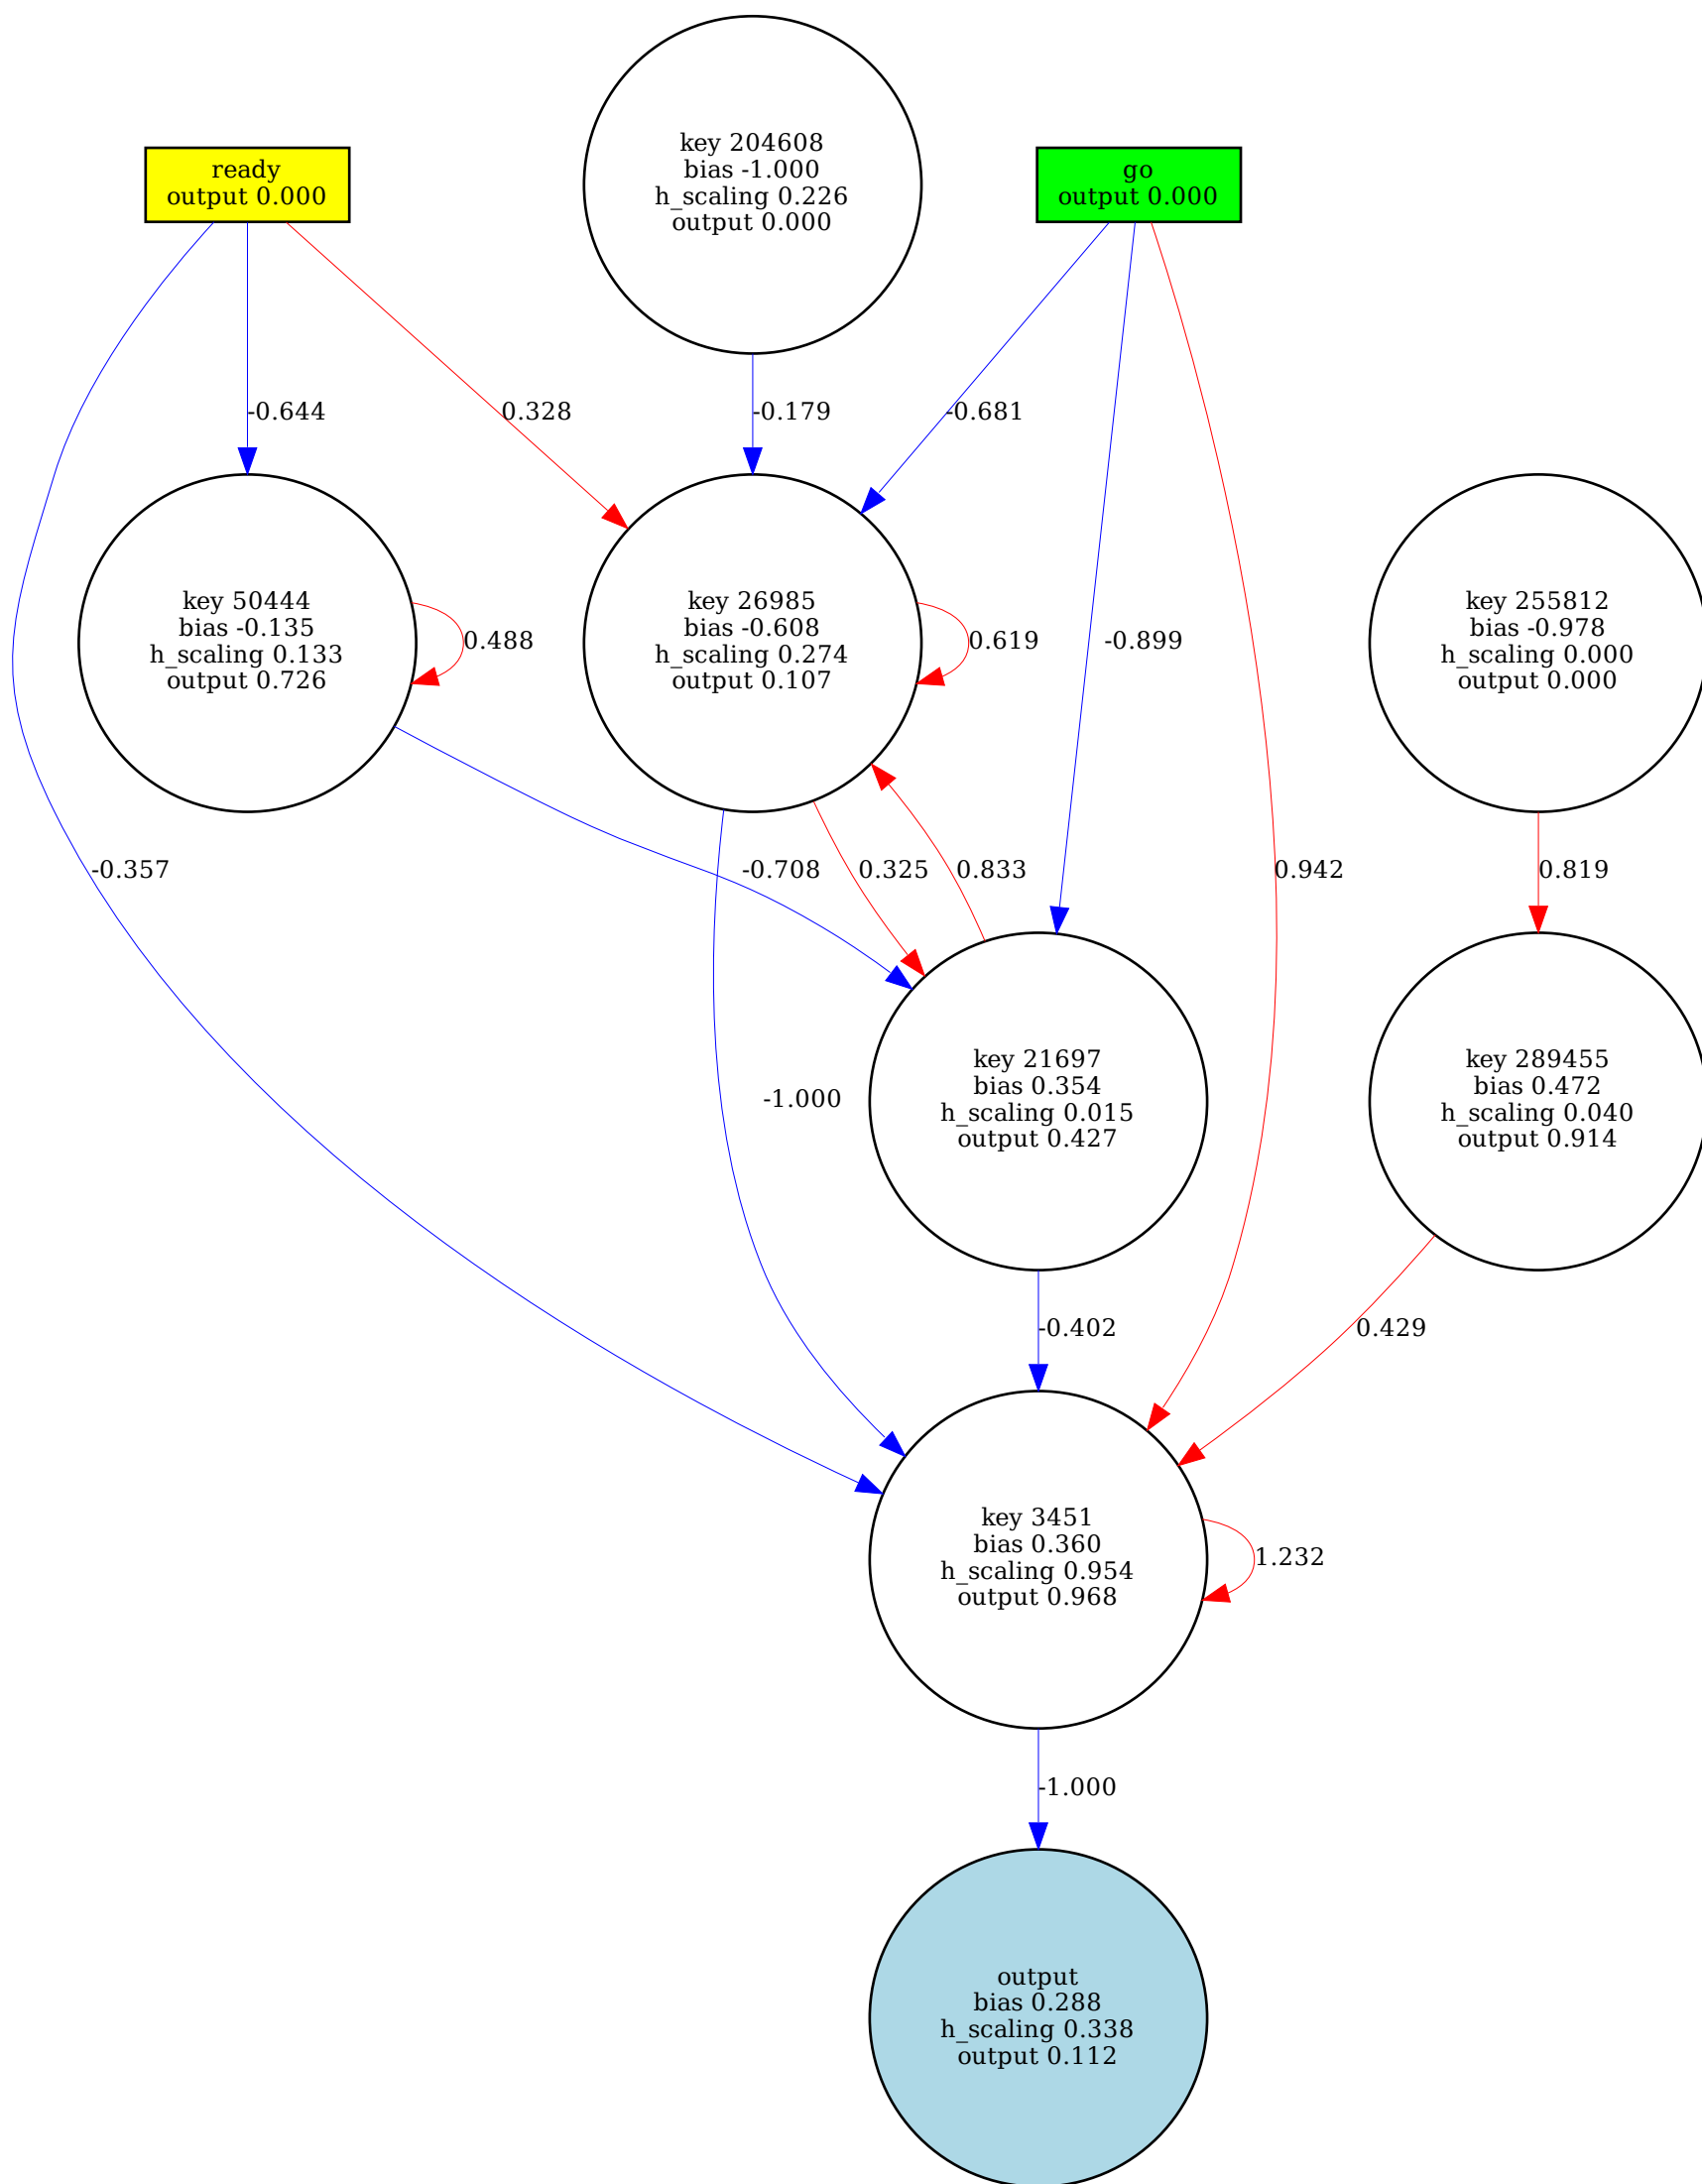 key 204608
bias -1.000
h_scaling 0.226
output 0.000
ready
output 0.000
go
output 0.000
-0.644
0.328
-0.179
-0.681
key 50444
bias -0.135
h_scaling 0.133
output 0.726
0.488
key 26985
bias -0.608
h_scaling 0.274
output 0.107
0.619
-0.899
key 255812
bias -0.978
h_scaling 0.000
output 0.000
-0.357
-0.708
0.325
0.833
0.942
0.819
-1.000
key 21697
bias 0.354
h_scaling 0.015
output 0.427
key 289455
bias 0.472
h_scaling 0.040
output 0.914
-0.402
0.429
key 3451
bias 0.360
h_scaling 0.954
output 0.968
1.232
-1.000
output
bias 0.288
h_scaling 0.338
output 0.112